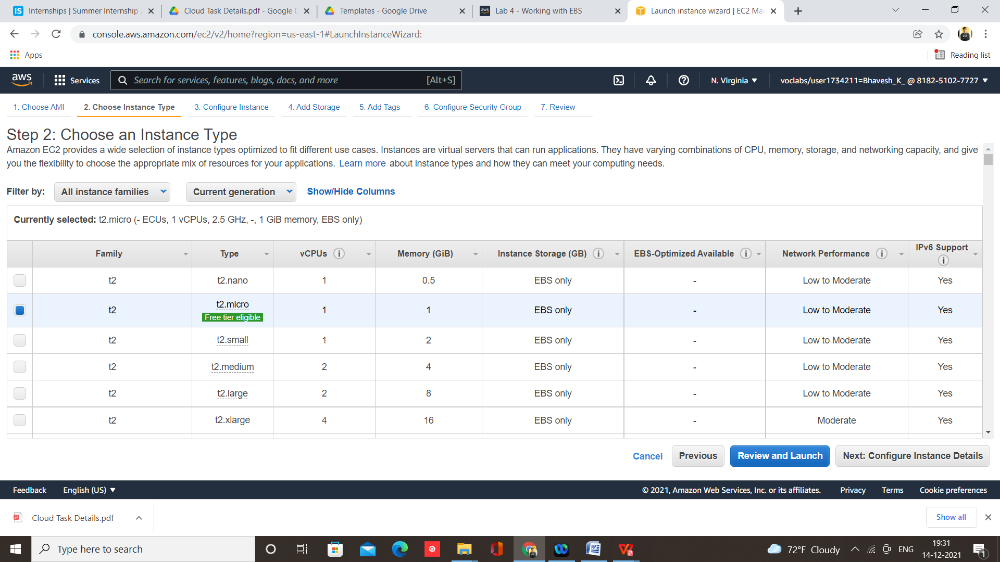 Internships | Summer Internship
Cloud Task Details.pdf - Google D
Templates - Google Drive
Lab 4 - Working with EBS
Launch instance wizard | EC2 Ma
console.aws.amazon.com/ec2/v2/home?region=us-east-1#LaunchInstanceWizard:
Apps
Reading list
aws
Services
Search for services, features, blogs, docs, and more
[Alt+S]
N. Virginia
voclabs/user1734211=Bhavesh_K_ @ 8182-5102-7727
1. Choose AMI
2. Choose Instance Type
3. Configure Instance
4. Add Storage
5. Add Tags
6. Configure Security Group
7. Review
Step 2: Choose an Instance Type
Amazon EC2 provides a wide selection of instance types optimized to fit different use cases. Instances are virtual servers that can run applications. They have varying combinations of CPU, memory, storage, and networking capacity, and give
you the flexibility to choose the appropriate mix of resources for your applications. Learn more about instance types and how they can meet your computing needs.
Filter by: All instance families Current generation Show/Hide Columns
Currently selected: t2.micro (- ECUs, 1 vCPUs, 2.5 GHz, -, 1 GiB memory, EBS only)
Family Type vCPUs Memory (GiB) Instance Storage (GB) EBS-Optimized Available Network Performance IPv6 Support
t2 t2.nano 1 0.5 EBS only - Low to Moderate Yes
t2 t2.micro 1 1 EBS only - Low to Moderate Yes
Free tier eligible
t2 t2.small 1 2 EBS only - Low to Moderate Yes
t2 t2.medium 2 4 EBS only - Low to Moderate Yes
t2 t2.large 2 8 EBS only - Low to Moderate Yes
t2 t2.xlarge 4 16 EBS only - Moderate Yes
Cancel Previous Review and Launch Next: Configure Instance Details
Feedback English (US) © 2021, Amazon Web Services, Inc. or its affiliates. Privacy Terms Cookie preferences
Cloud Task Details.pdf
Show all
Type here to search
72°F Cloudy
ENG
19:31
14-12-2021
1